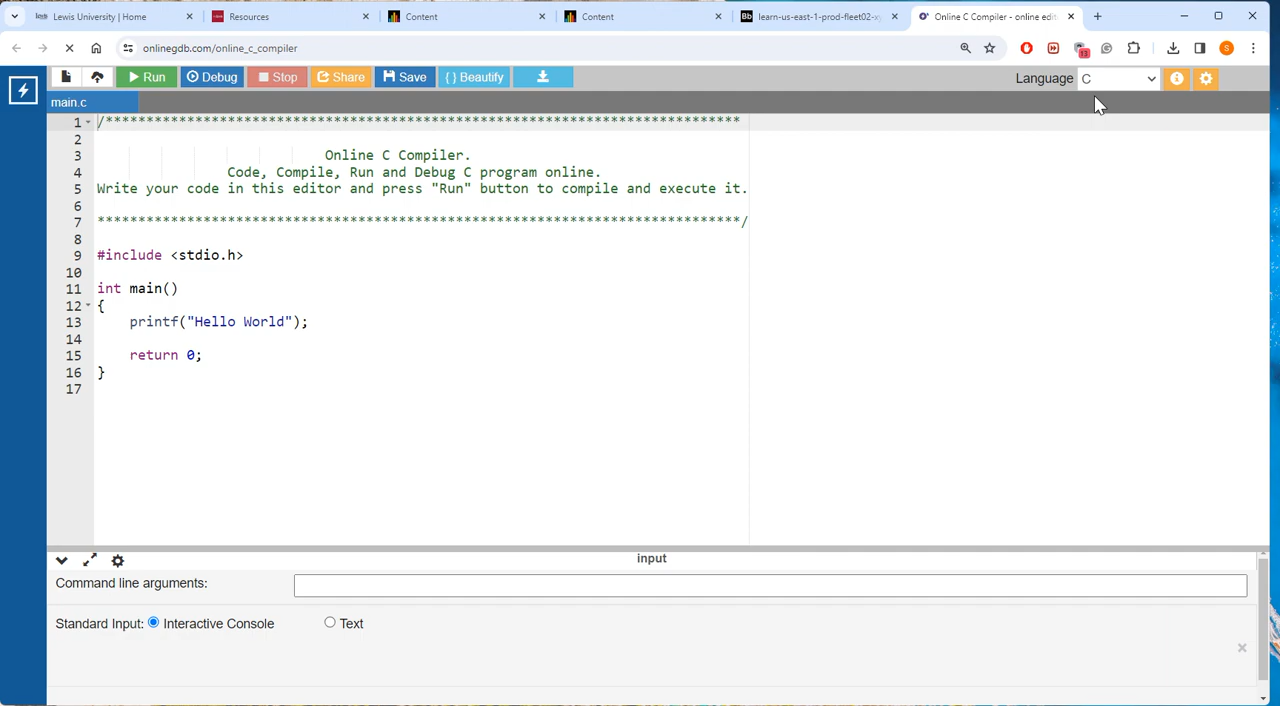 Lewis University | Home
Resources
Content
Content
Bb learn-us-east-1-prod-fleet02-xy
Online C Compiler - online edit
onlinegdb.com/online_c_compiler
13
S
Run
Debug
Stop
Share
Save
{ } Beautify
Language C
main.c
1 /******************************************************************************
2
3 Online C Compiler.
4 Code, Compile, Run and Debug C program online.
5 Write your code in this editor and press "Run" button to compile and execute it.
6
7 *******************************************************************************/
8
9 #include <stdio.h>
10
11 int main()
12 {
13 printf("Hello World");
14
15 return 0;
16 }
17
input
Command line arguments:
Standard Input: Interactive Console Text